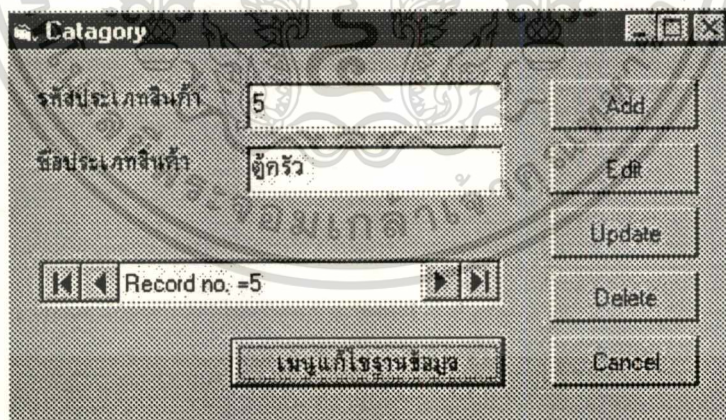 Catagory
รหัสประเภทสินค้า
5
Add
ชื่อประเภทสินค้า
ตู้ครัว
Edit
Update
Record no. =5
Delete
เมนูแก้ไขฐานข้อมูล
Cancel